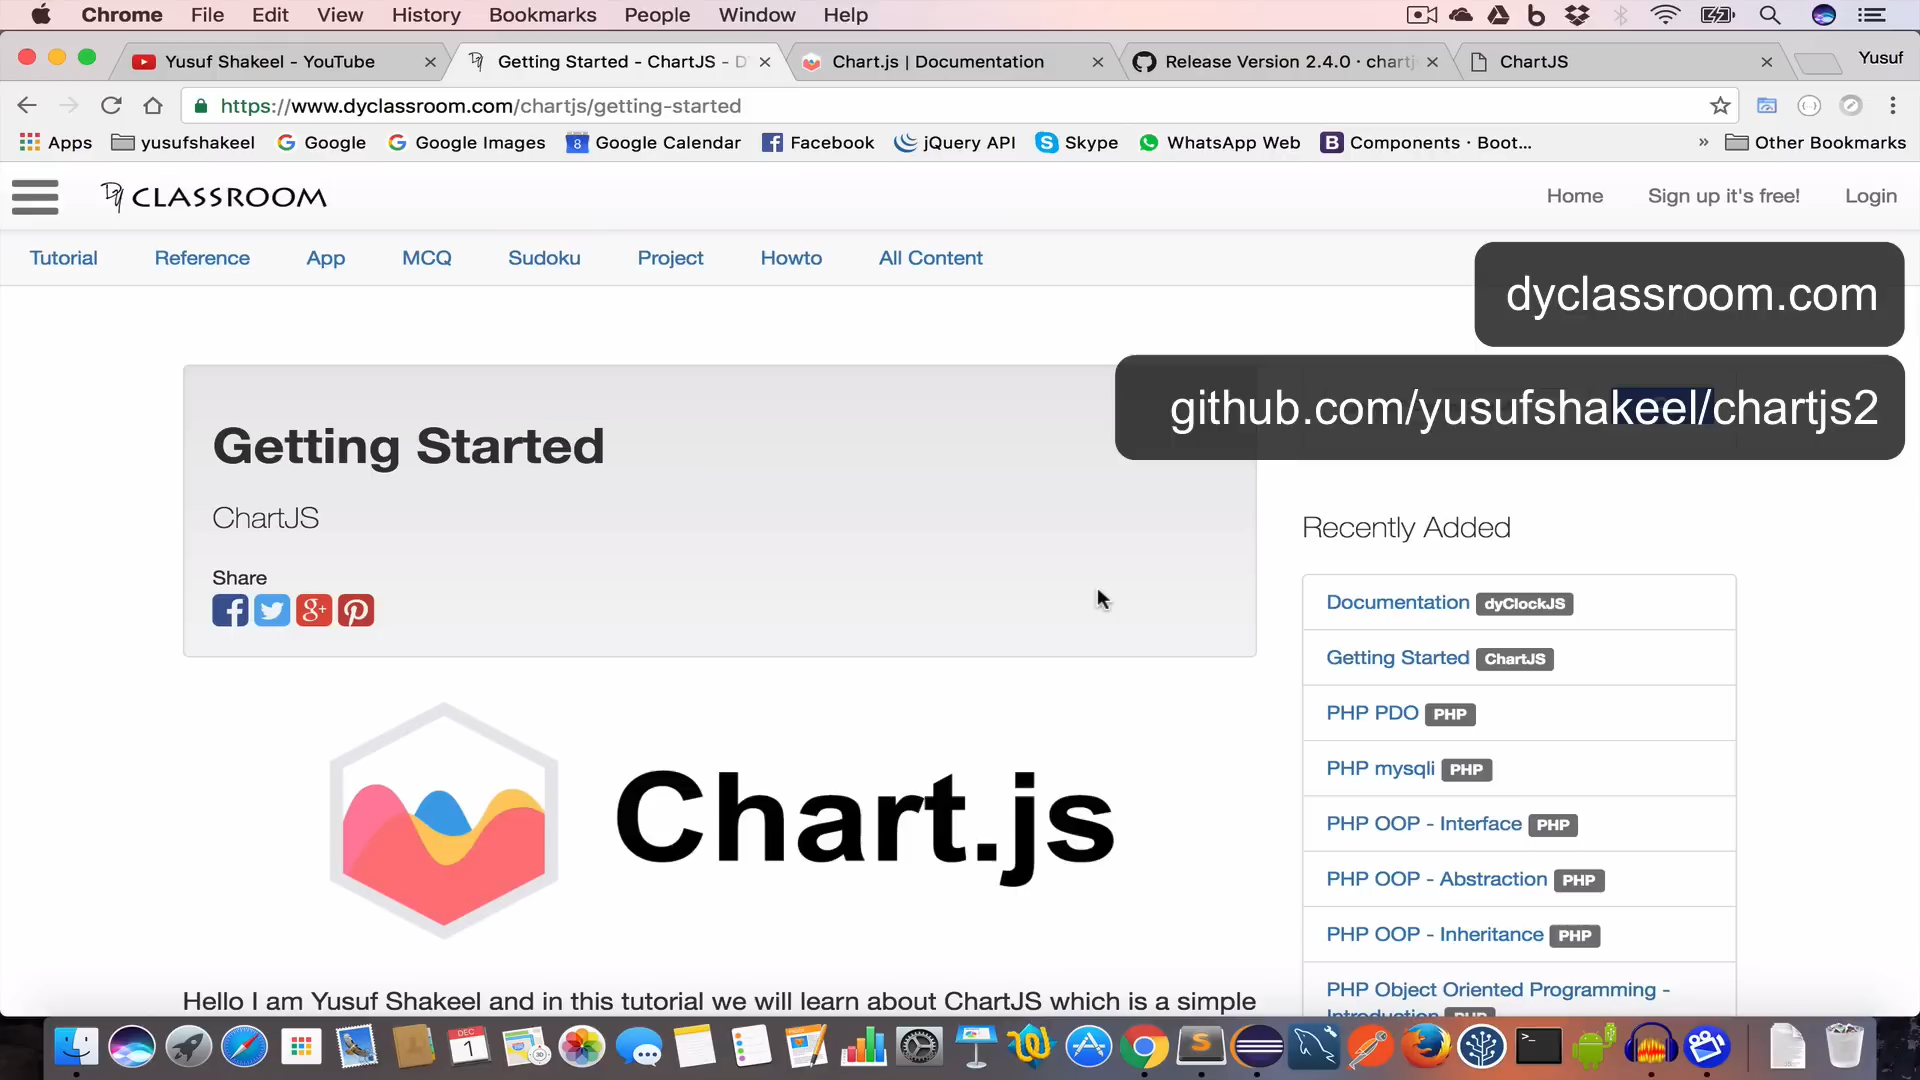 Chrome File Edit View History Bookmarks People Window Help
Yusuf Shakeel - YouTube
Getting Started - ChartJS - D
Chart.js | Documentation
Release Version 2.4.0 · chartj
ChartJS
Yusuf
https://www.dyclassroom.com/chartjs/getting-started
Apps yusufshakeel Google Google Images Google Calendar Facebook jQuery API Skype WhatsApp Web Components · Boot... » Other Bookmarks
CLASSROOM
Home Sign up it's free! Login
Tutorial Reference App MCQ Sudoku Project Howto All Content
dyclassroom.com
github.com/yusufshakeel/chartjs2
Getting Started
ChartJS
Share
Chart.js
Hello I am Yusuf Shakeel and in this tutorial we will learn about ChartJS which is a simple
Recently Added
Documentation dyClockJS
Getting Started ChartJS
PHP PDO PHP
PHP mysqli PHP
PHP OOP - Interface PHP
PHP OOP - Abstraction PHP
PHP OOP - Inheritance PHP
PHP Object Oriented Programming -
Introduction PHP
DEC
1